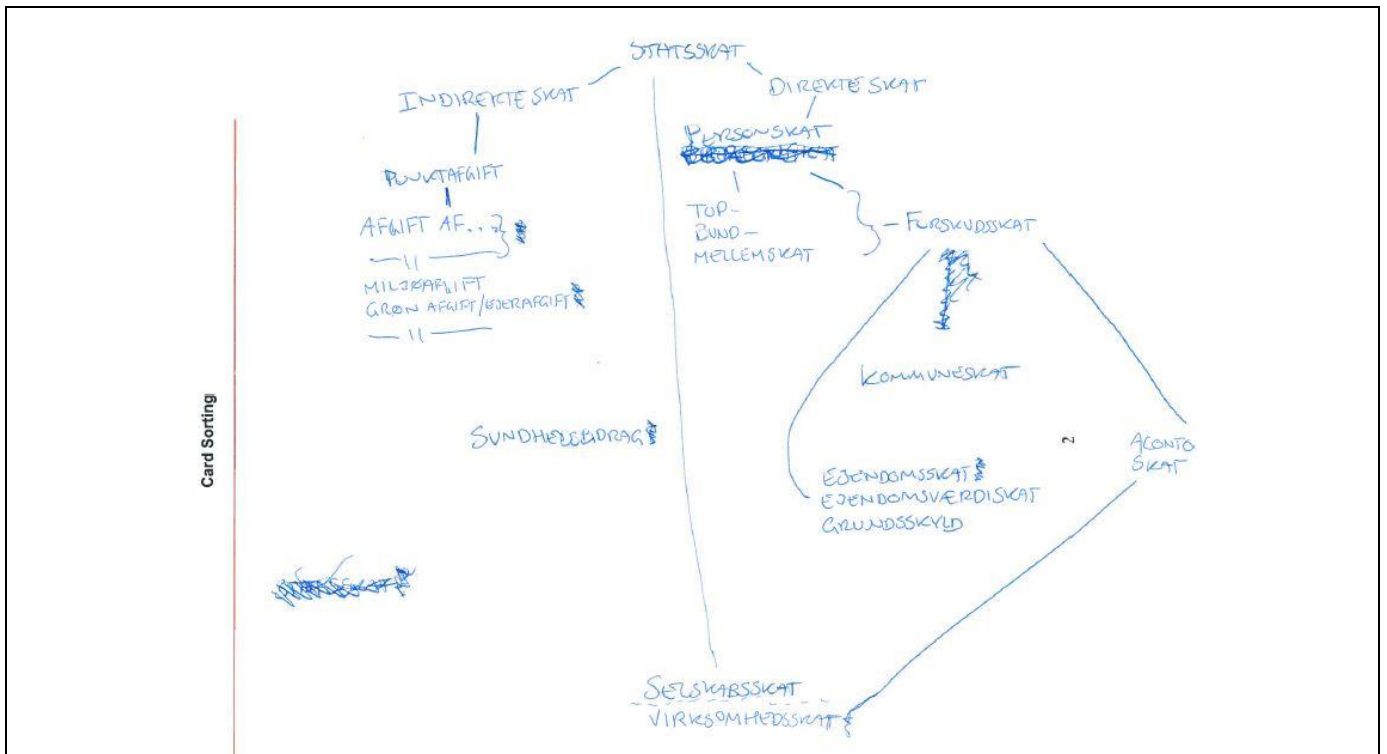 STATSSKAT
INDIREKTE SKAT
DIREKTE SKAT
PERSONSKAT
PUNKTAFGIFT
AFGIFT AF...
— 11 —
MILJØAFGIFT
GRØN AFGIFT/EJERAFGIFT
— 11 —
TOP-
BUND-
MELLEMSKAT
FORSKUDSSKAT
KOMMUNESKAT
SUNDHEDSBIDRAG
Card Sorting
2
ACONTO
SKAT
EJENDOMSSKAT
EJENDOMSVÆRDISKAT
GRUNDSSKYLD
SELSKABSSKAT
VIRKSOMHEDSSKAT